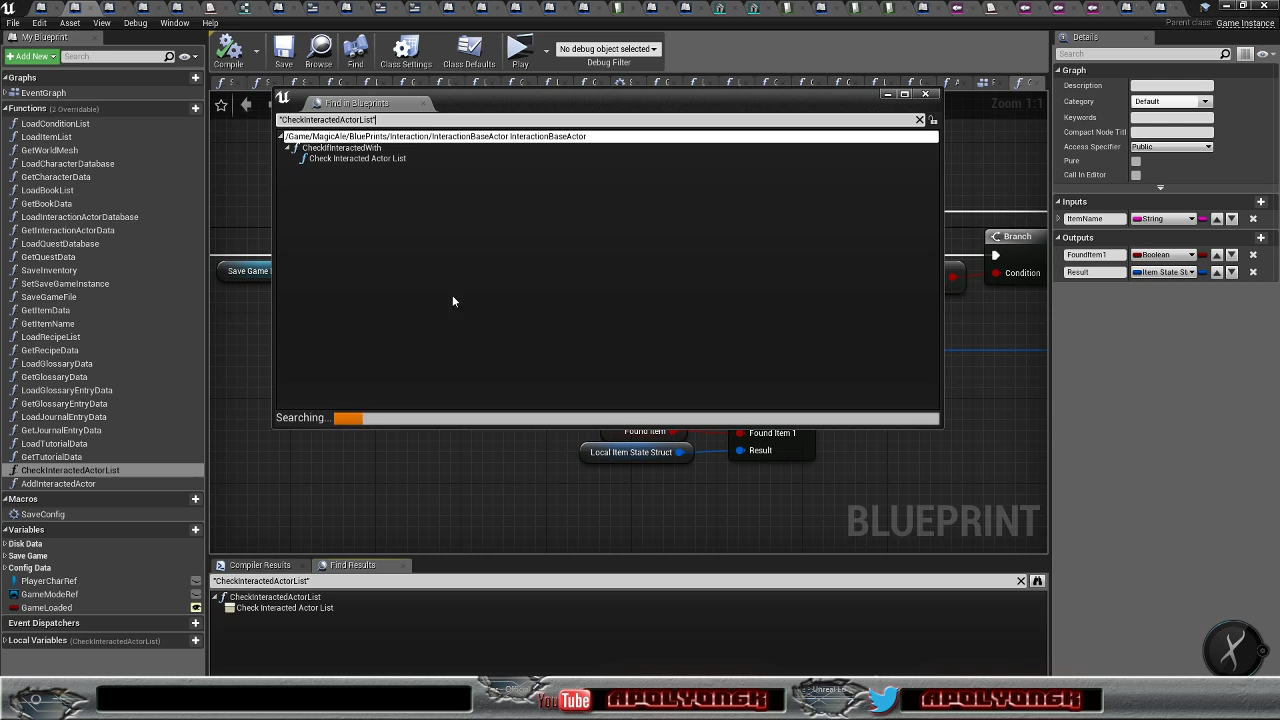 Parent class: Game Instance
File Edit Asset View Debug Window Help
My Blueprint
Details
Add New
Search
Compile
Save
Browse
Find
Class Settings
Class Defaults
Play
No debug object selected
Debug Filter
Search
Graphs
EventGraph
Functions (2 Overridable)
LoadConditionList
LoadItemList
GetWorldMesh
LoadCharacterDatabase
GetCharacterData
LoadBookList
GetBookData
LoadInteractionActorDatabase
GetInteractionActorData
LoadQuestDatabase
GetQuestData
SaveInventory
SetSaveGameInstance
SaveGameFile
GetItemData
GetItemName
LoadRecipeList
GetRecipeData
LoadGlossaryData
GetGlossaryData
LoadGlossaryEntryData
GetGlossaryEntryData
LoadJournalEntryData
GetJournalEntryData
LoadTutorialData
GetTutorialData
CheckInteractedActorList
AddInteractedActor
Macros
SaveConfig
Variables
Disk Data
Save Game
Config Data
PlayerCharRef
GameModeRef
GameLoaded
Event Dispatchers
Local Variables (CheckInteractedActorList)
Zoom 1:1
Find in Blueprints
"CheckInteractedActorList"
/Game/MagicAle/BluePrints/Interaction/InteractionBaseActor.InteractionBaseActor
CheckIfInteractedWith
Check Interacted Actor List
Searching...
Save Game
Branch
Condition
Found Item
Found Item 1
Local Item State Struct
Result
BLUEPRINT
Compiler Results
Find Results
"CheckInteractedActorList"
CheckInteractedActorList
Check Interacted Actor List
Graph
Description
Category Default
Keywords
Compact Node Titl
Access Specifier Public
Pure
Call In Editor
Inputs
ItemName String
Outputs
FoundItem1 Boolean
Result Item State St
YouTube
APOLYONGK
APOLYONGK